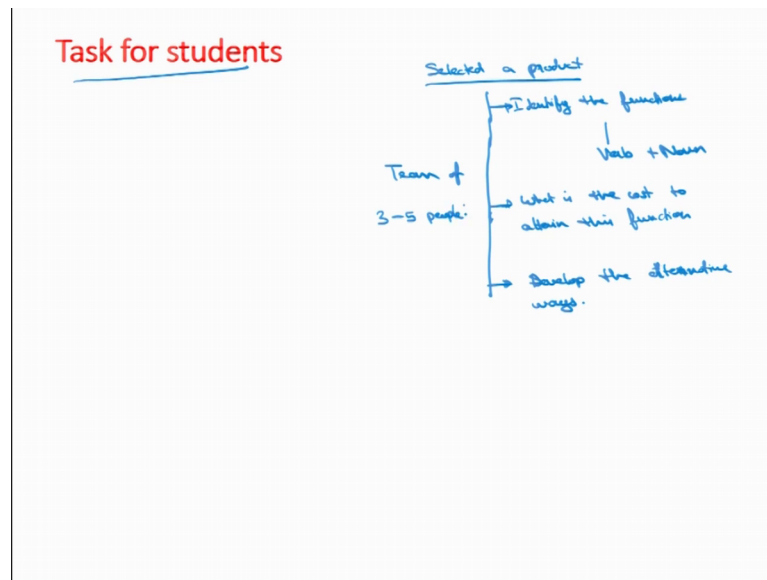 Task for students
Selected a product
Identify the functions
Verb + Noun
Team of
3-5 people:
What is the cost to
attain this function
Develop the alternative
ways.